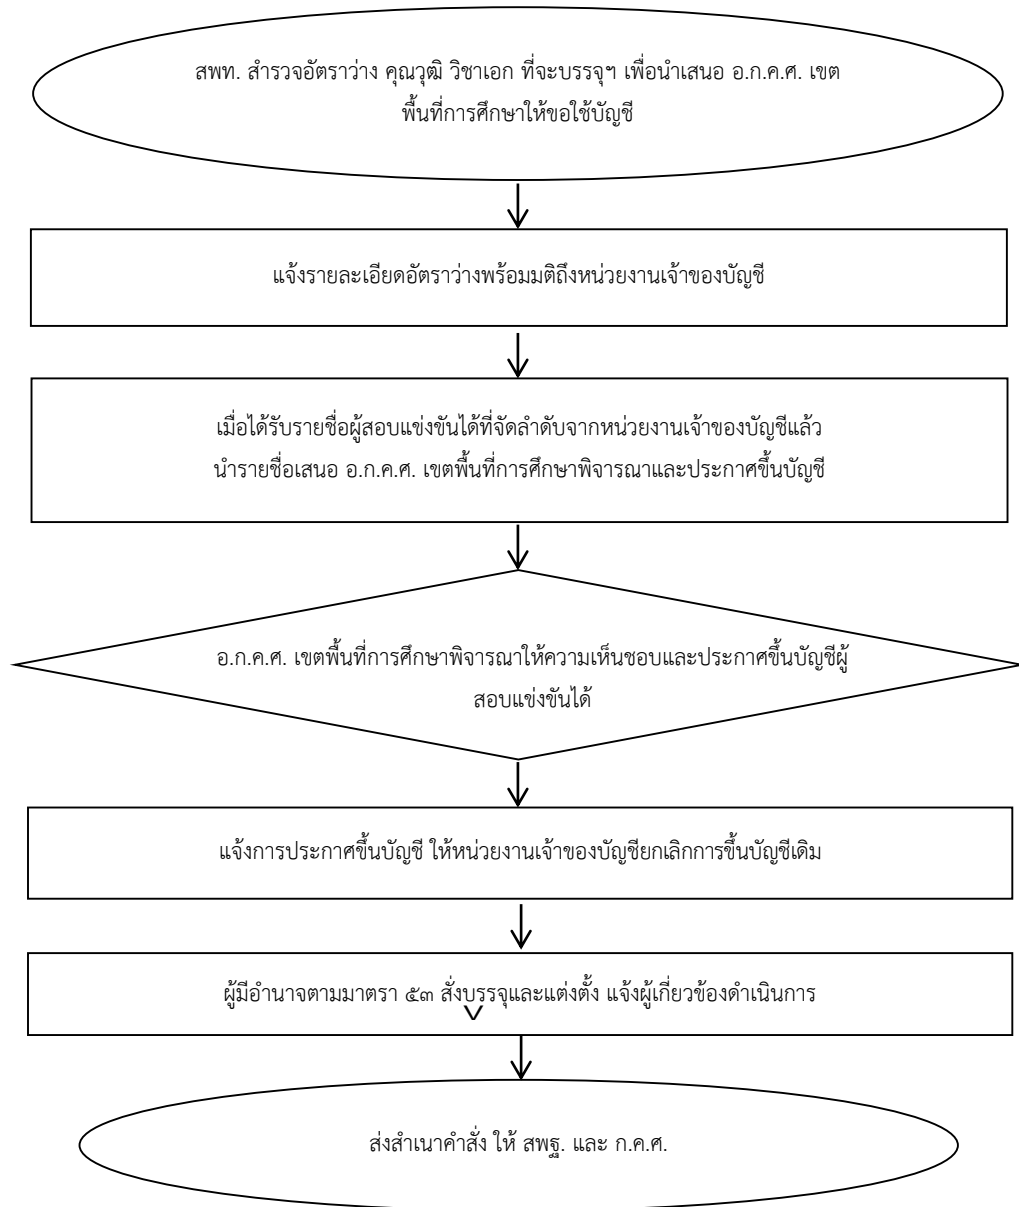 สพท. สำรวจอัตราว่าง คุณวุฒิ วิชาเอก ที่จะบรรจุฯ เพื่อนำเสนอ อ.ก.ค.ศ. เขต
พื้นที่การศึกษาให้ขอใช้บัญชี
แจ้งรายละเอียดอัตราว่างพร้อมมติถึงหน่วยงานเจ้าของบัญชี
เมื่อได้รับรายชื่อผู้สอบแข่งขันได้ที่จัดลำดับจากหน่วยงานเจ้าของบัญชีแล้ว
นำรายชื่อเสนอ อ.ก.ค.ศ. เขตพื้นที่การศึกษาพิจารณาและประกาศขึ้นบัญชี
อ.ก.ค.ศ. เขตพื้นที่การศึกษาพิจารณาให้ความเห็นชอบและประกาศขึ้นบัญชีผู้
สอบแข่งขันได้
แจ้งการประกาศขึ้นบัญชี ให้หน่วยงานเจ้าของบัญชียกเลิกการขึ้นบัญชีเดิม
ผู้มีอำนาจตามมาตรา ๕๓ สั่งบรรจุและแต่งตั้ง แจ้งผู้เกี่ยวข้องดำเนินการ
ส่งสำเนาคำสั่ง ให้ สพฐ. และ ก.ค.ศ.